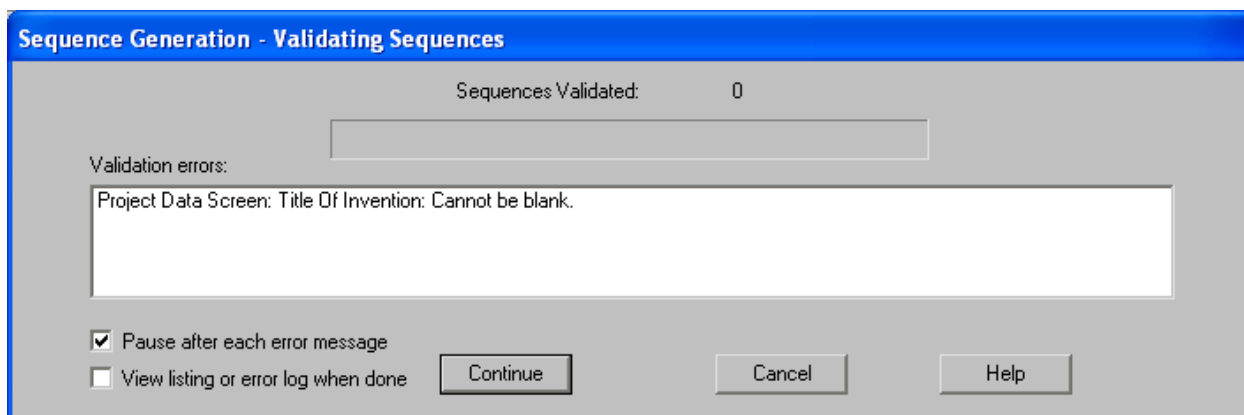 Sequence Generation - Validating Sequences
Sequences Validated: 0
Validation errors:
Project Data Screen: Title Of Invention: Cannot be blank.
Pause after each error message
View listing or error log when done
Continue Cancel Help